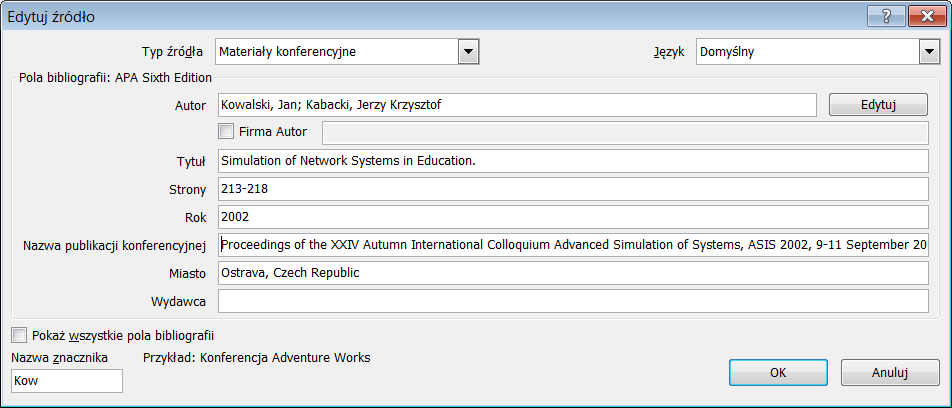 Edytuj źródło
Typ źródła Materiały konferencyjne Język Domyślny
Pola bibliografii: APA Sixth Edition
Autor Kowalski, Jan; Kabacki, Jerzy Krzysztof Edytuj
Firma Autor
Tytuł Simulation of Network Systems in Education.
Strony 213-218
Rok 2002
Nazwa publikacji konferencyjnej Proceedings of the XXIV Autumn International Colloquium Advanced Simulation of Systems, ASIS 2002, 9-11 September 20
Miasto Ostrava, Czech Republic
Wydawca
Pokaż wszystkie pola bibliografii
Nazwa znacznika Przykład: Konferencja Adventure Works
Kow OK Anuluj